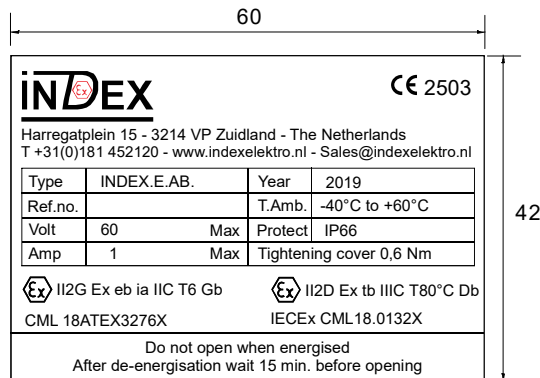 60
iNDEX
Ex
CE 2503
Harregatplein 15 - 3214 VP Zuidland - The Netherlands
T +31(0)181 452120 - www.indexelektro.nl - Sales@indexelektro.nl
Type INDEX.E.AB. Year 2019
Ref.no. T.Amb. -40°C to +60°C
Volt 60 Max Protect IP66
Amp 1 Max Tightening cover 0,6 Nm
42
Ex II2G Ex eb ia IIC T6 Gb Ex II2D Ex tb IIIC T80°C Db
CML 18ATEX3276X IECEx CML18.0132X
Do not open when energised
After de-energisation wait 15 min. before opening